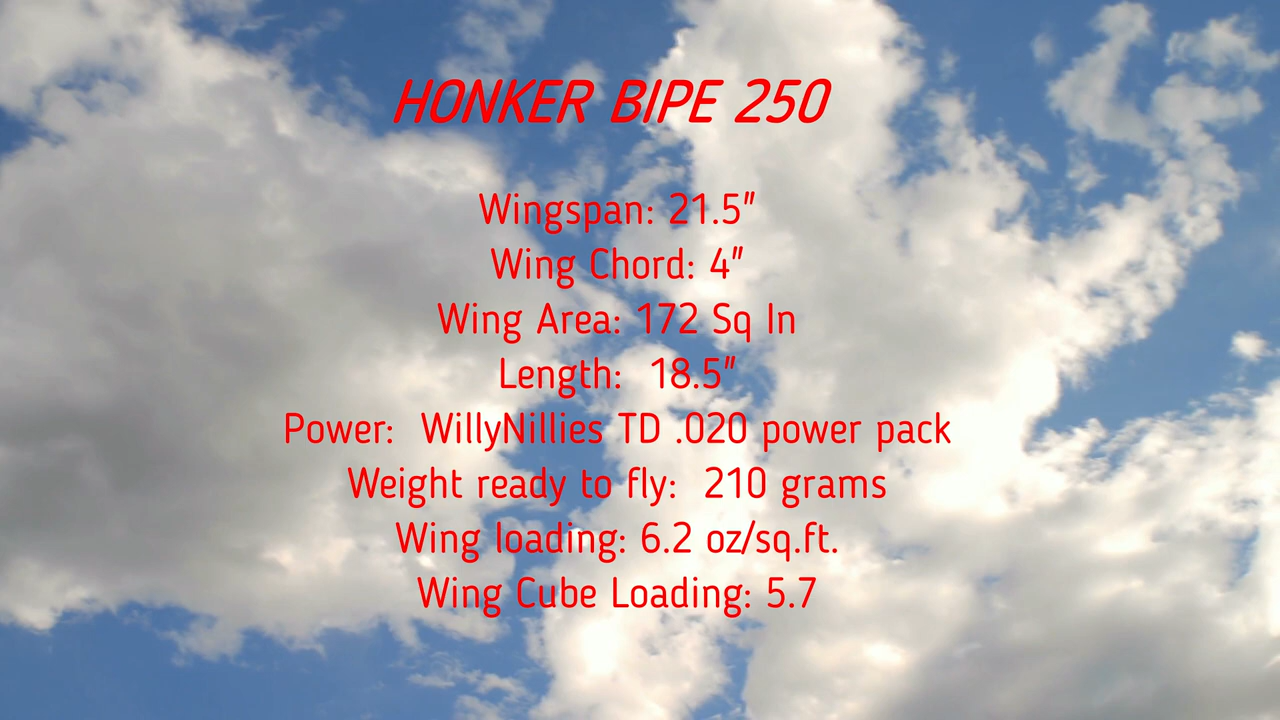 HONKER BIPE 250
Wingspan: 21.5"
Wing Chord: 4"
Wing Area: 172 Sq In
Length:  18.5"
Power:  WillyNillies TD .020 power pack
Weight ready to fly:  210 grams
Wing loading: 6.2 oz/sq.ft.
Wing Cube Loading: 5.7